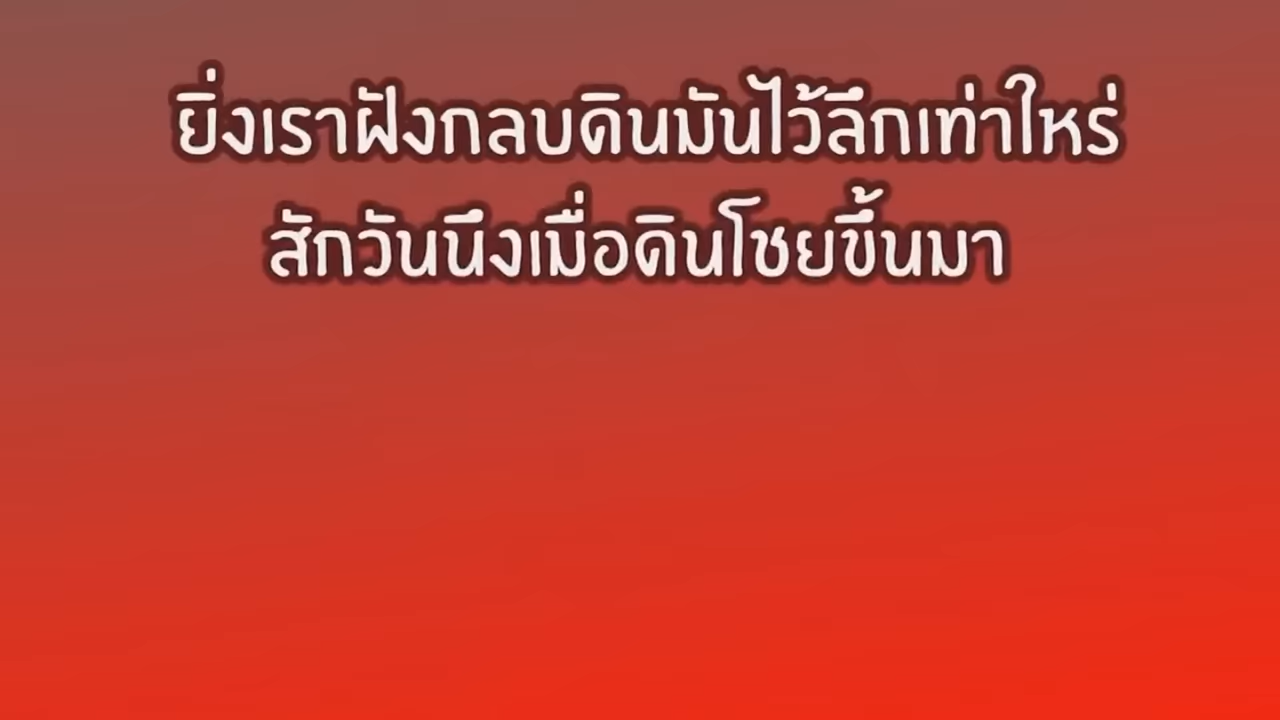 ยิ่งเราฝังกลบดินมันไว้ลึกเท่าใหร่
สักวันนึงเมื่อดินโชยขึ้นมา